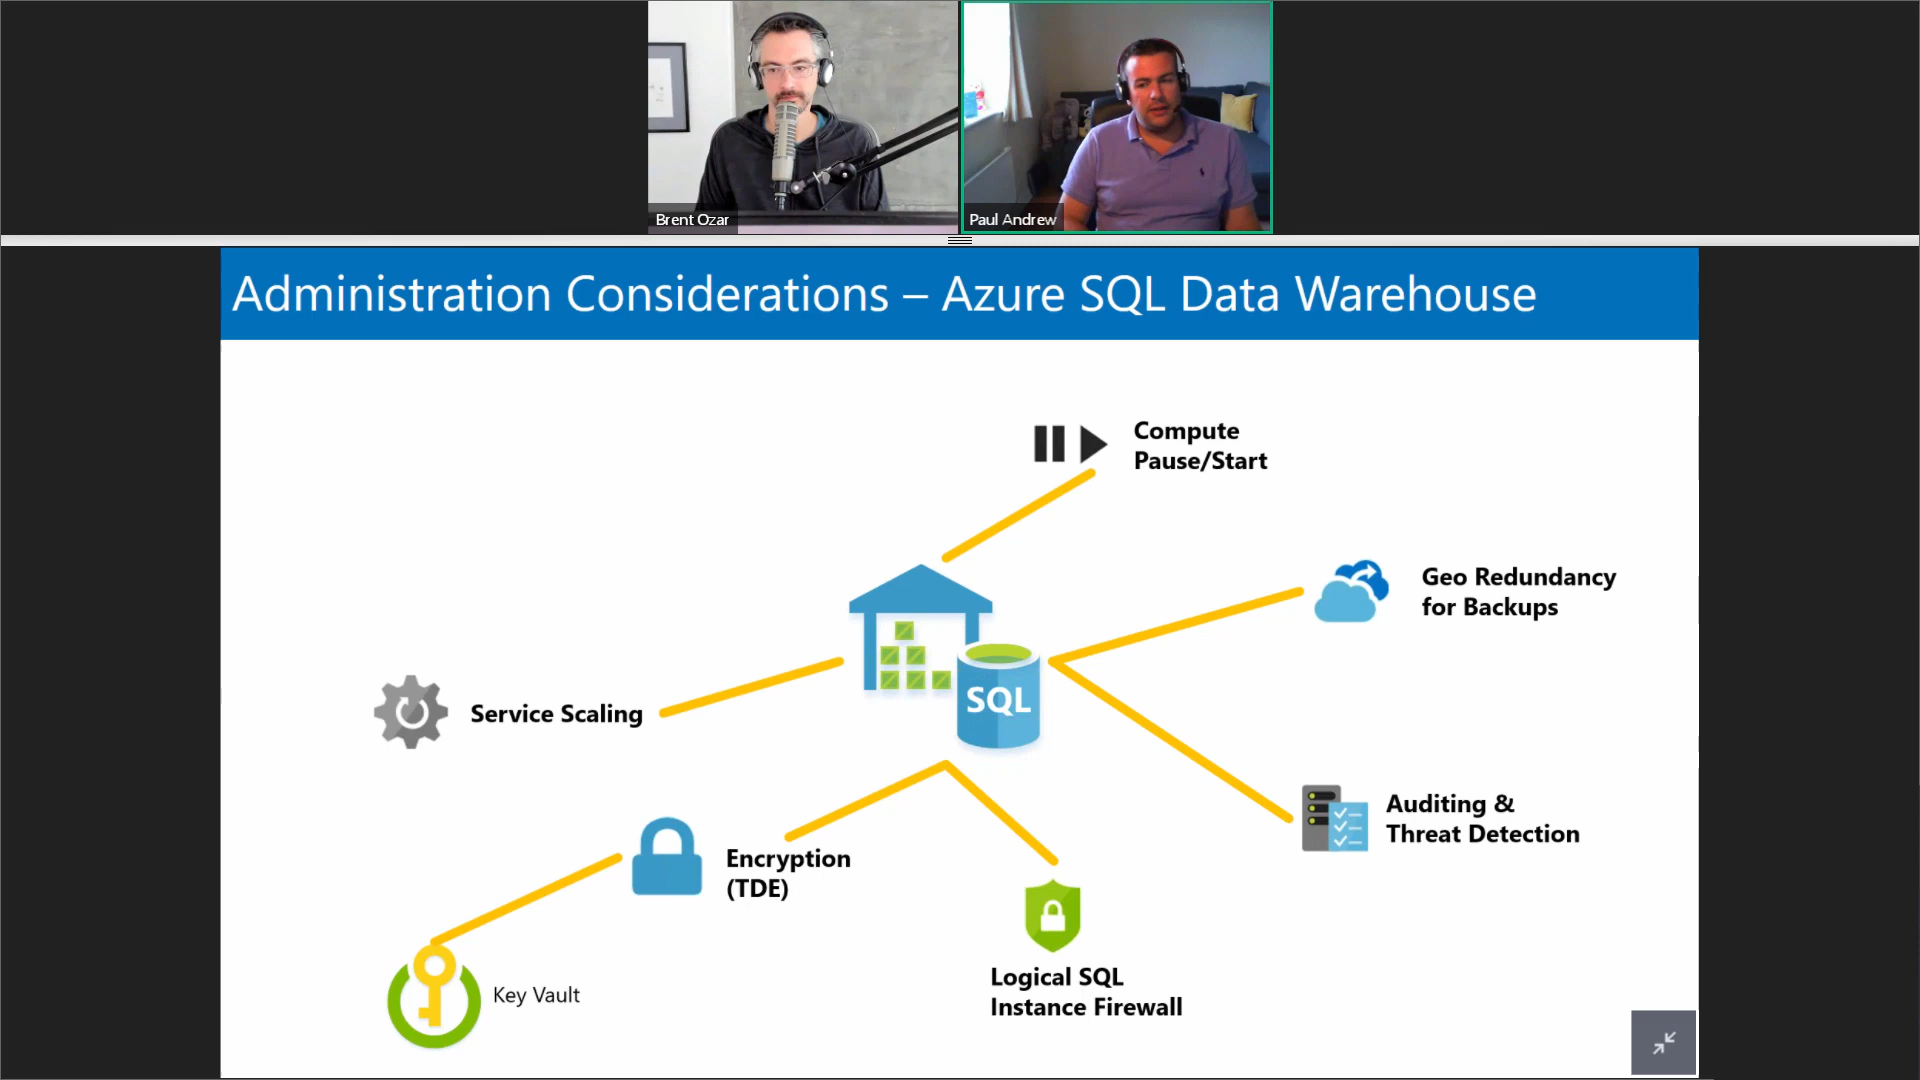 Brent Ozar
Paul Andrew
Administration Considerations – Azure SQL Data Warehouse
Compute
Pause/Start
Geo Redundancy
for Backups
Service Scaling
SQL
Auditing &
Threat Detection
Encryption
(TDE)
Logical SQL
Instance Firewall
Key Vault